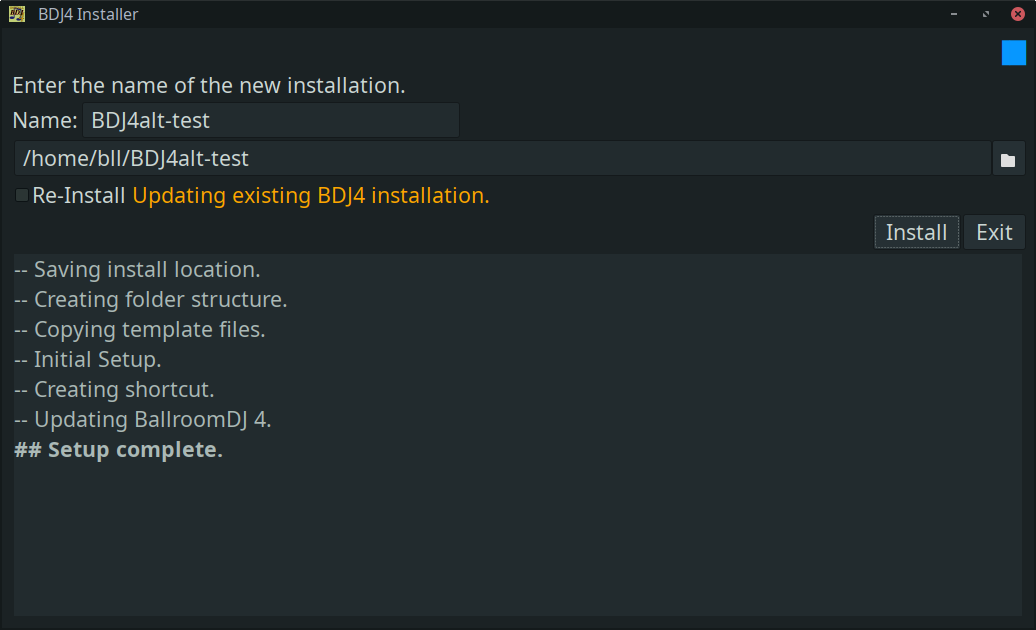 BDJ4 Installer
Enter the name of the new installation.
Name: BDJ4alt-test
/home/bll/BDJ4alt-test
Re-Install Updating existing BDJ4 installation.
Install Exit
-- Saving install location.
-- Creating folder structure.
-- Copying template files.
-- Initial Setup.
-- Creating shortcut.
-- Updating BallroomDJ 4.
## Setup complete.